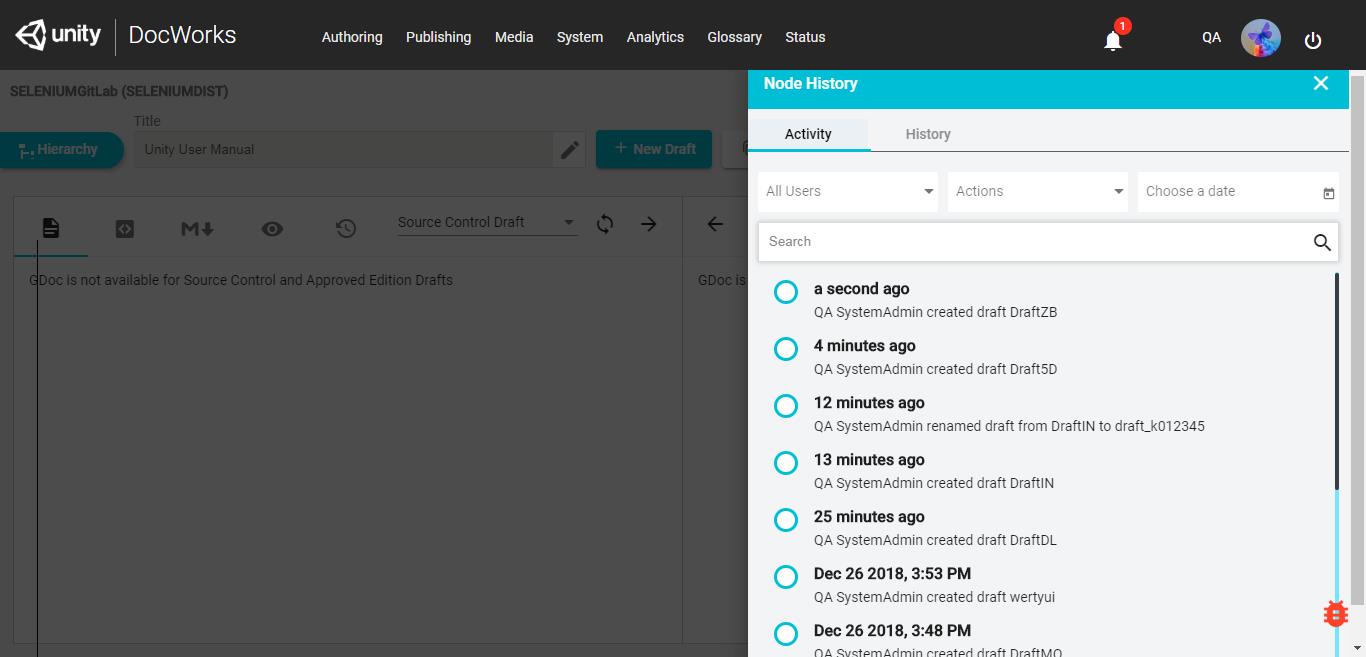 unity DocWorks Authoring Publishing Media System Analytics Glossary Status 1 QA
SELENIUMGitLab (SELENIUMDIST)
Title
Hierarchy Unity User Manual + New Draft
Source Control Draft
GDoc is not available for Source Control and Approved Edition Drafts GDoc is
Node History
Activity History
All Users Actions Choose a date
Search
a second ago
QA SystemAdmin created draft DraftZB
4 minutes ago
QA SystemAdmin created draft Draft5D
12 minutes ago
QA SystemAdmin renamed draft from DraftIN to draft_k012345
13 minutes ago
QA SystemAdmin created draft DraftIN
25 minutes ago
QA SystemAdmin created draft DraftDL
Dec 26 2018, 3:53 PM
QA SystemAdmin created draft wertyui
Dec 26 2018, 3:48 PM
QA SystemAdmin created draft